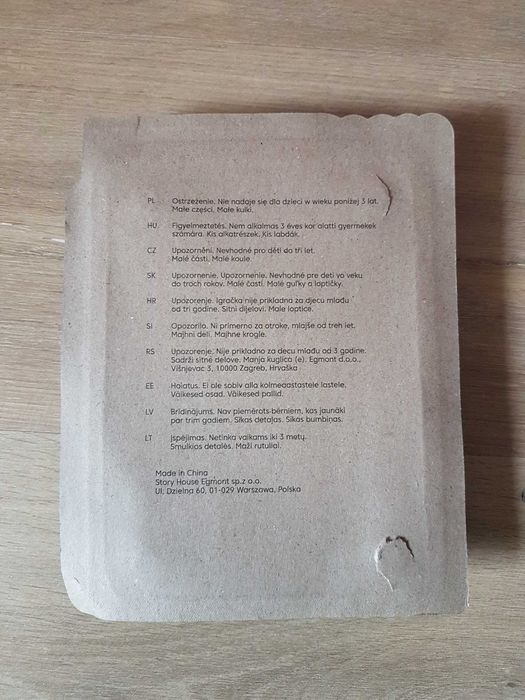 PL Ostrzeżenie. Nie nadaje się dla dzieci w wieku poniżej 3 lat.
Małe części. Małe kulki.
HU Figyelmeztetés. Nem alkalmas 3 éves kor alatti gyermekek
számára. Kis alkatrészek. Kis labdák.
CZ Upozornění. Nevhodné pro děti do tří let.
Malé části. Malé koule.
SK Upozornenie. Upozornenie. Nevhodné pre deti vo veku
do troch rokov. Malé časti. Malé guľky a loptičky.
HR Upozorenje. Igračka nije prikladna za djecu mlađu
od tri godine. Sitni dijelovi. Male loptice.
SI Opozorilo. Ni primerno za otroke, mlajše od treh let.
Majhni deli. Majhne krogle.
RS Upozorenje. Nije prikladno za decu mlađu od 3 godine.
Sadrži sitne delove. Manja kuglica (e). Egmont d.o.o.,
Višnjevac 3, 10000 Zagreb, Hrvaška
EE Hoiatus. Ei ole sobiv alla kolmeaastastele lastele.
Väikesed osad. Väikesed pallid.
LV Brīdinājums. Nav piemērots bērniem, kas jaunāki
par trim gadiem. Sīkas detaļas. Sīkas bumbiņas.
LT Įspėjimas. Netinka vaikams iki 3 metų.
Smulkios detalės. Maži rutuliai.
Made in China
Story House Egmont sp.z o.o.
Ul. Dzielna 60, 01-029 Warszawa, Polska